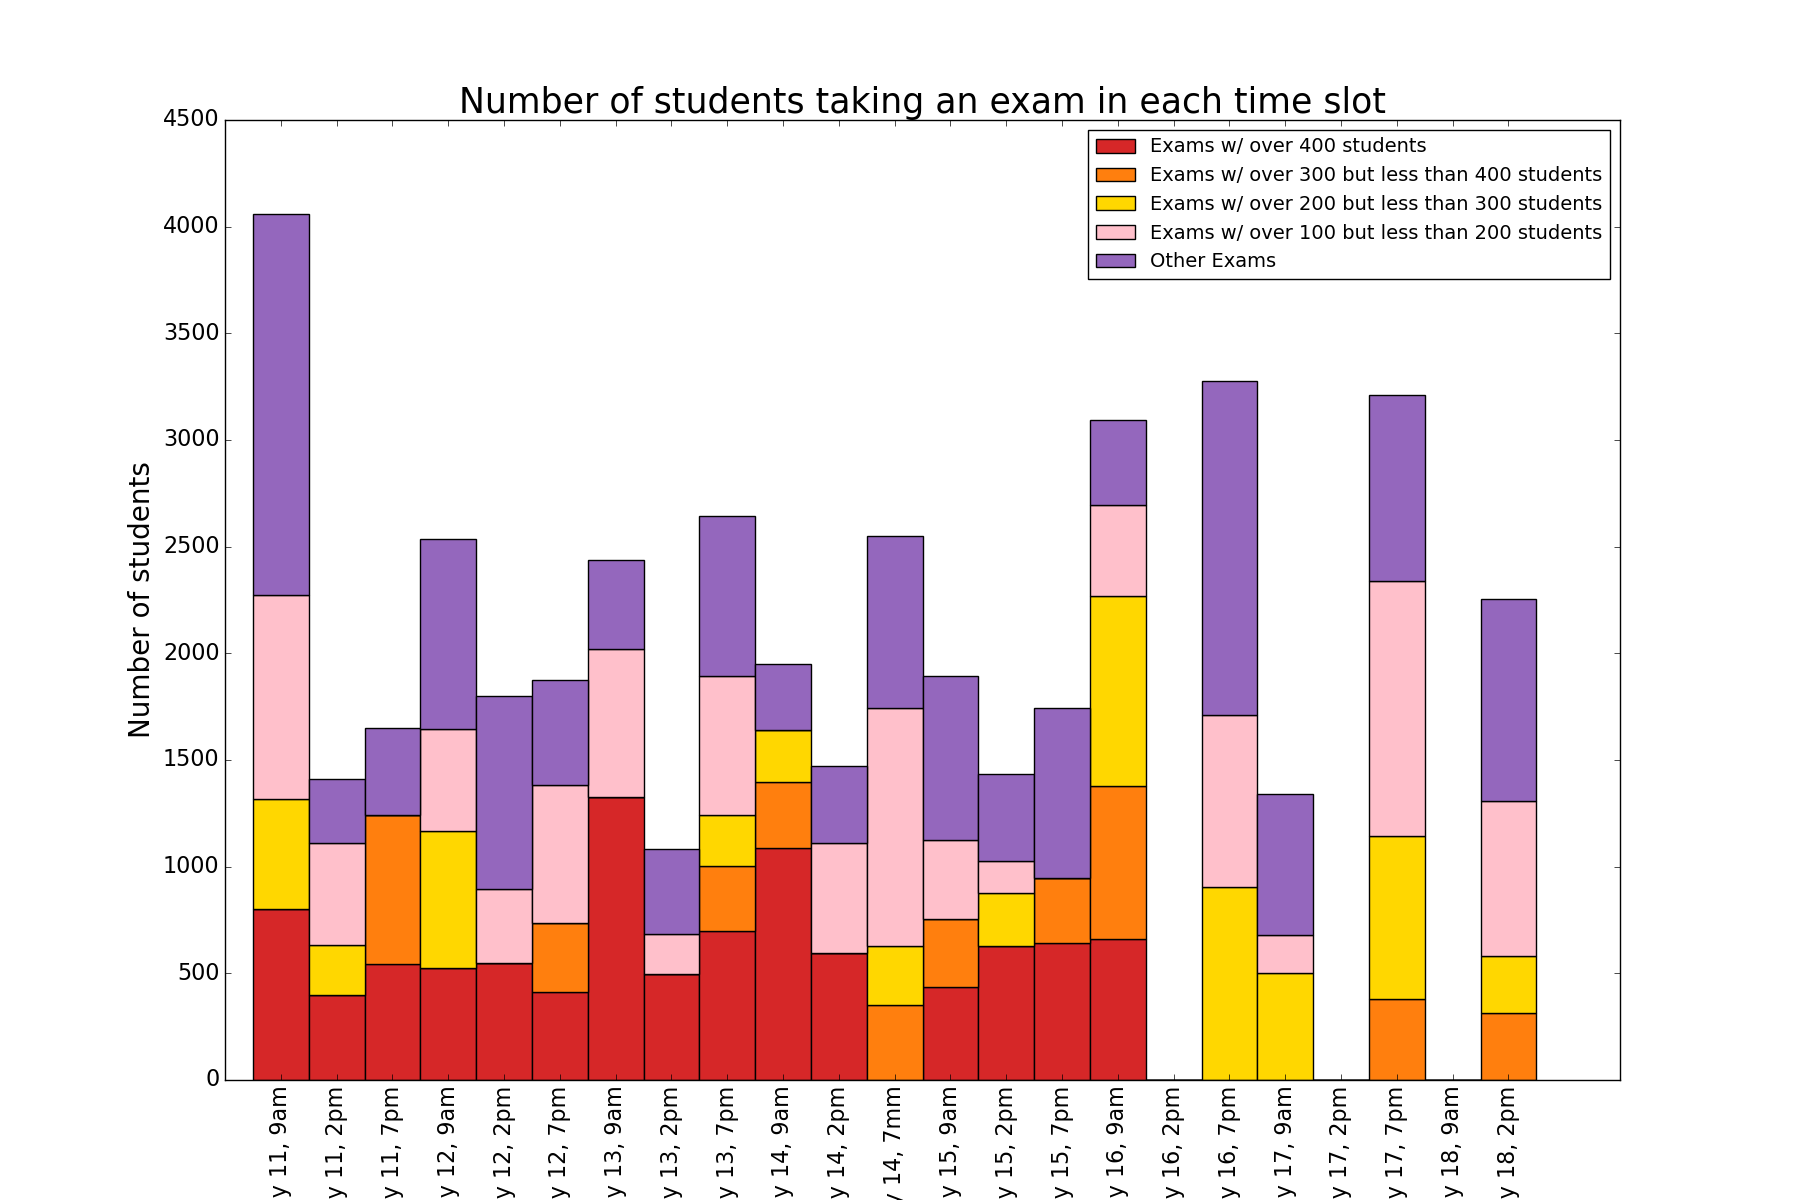 Number of students taking an exam in each time slot
4500
4000
3500
3000
2500
2000
1500
1000
500
0
Number of students
Exams w/ over 400 students
Exams w/ over 300 but less than 400 students
Exams w/ over 200 but less than 300 students
Exams w/ over 100 but less than 200 students
Other Exams
y 11, 9am
y 11, 2pm
y 11, 7pm
y 12, 9am
y 12, 2pm
y 12, 7pm
y 13, 9am
y 13, 2pm
y 13, 7pm
y 14, 9am
y 14, 2pm
y 14, 7mm
y 15, 9am
y 15, 2pm
y 15, 7pm
y 16, 9am
y 16, 2pm
y 16, 7pm
y 17, 9am
y 17, 2pm
y 17, 7pm
y 18, 9am
y 18, 2pm